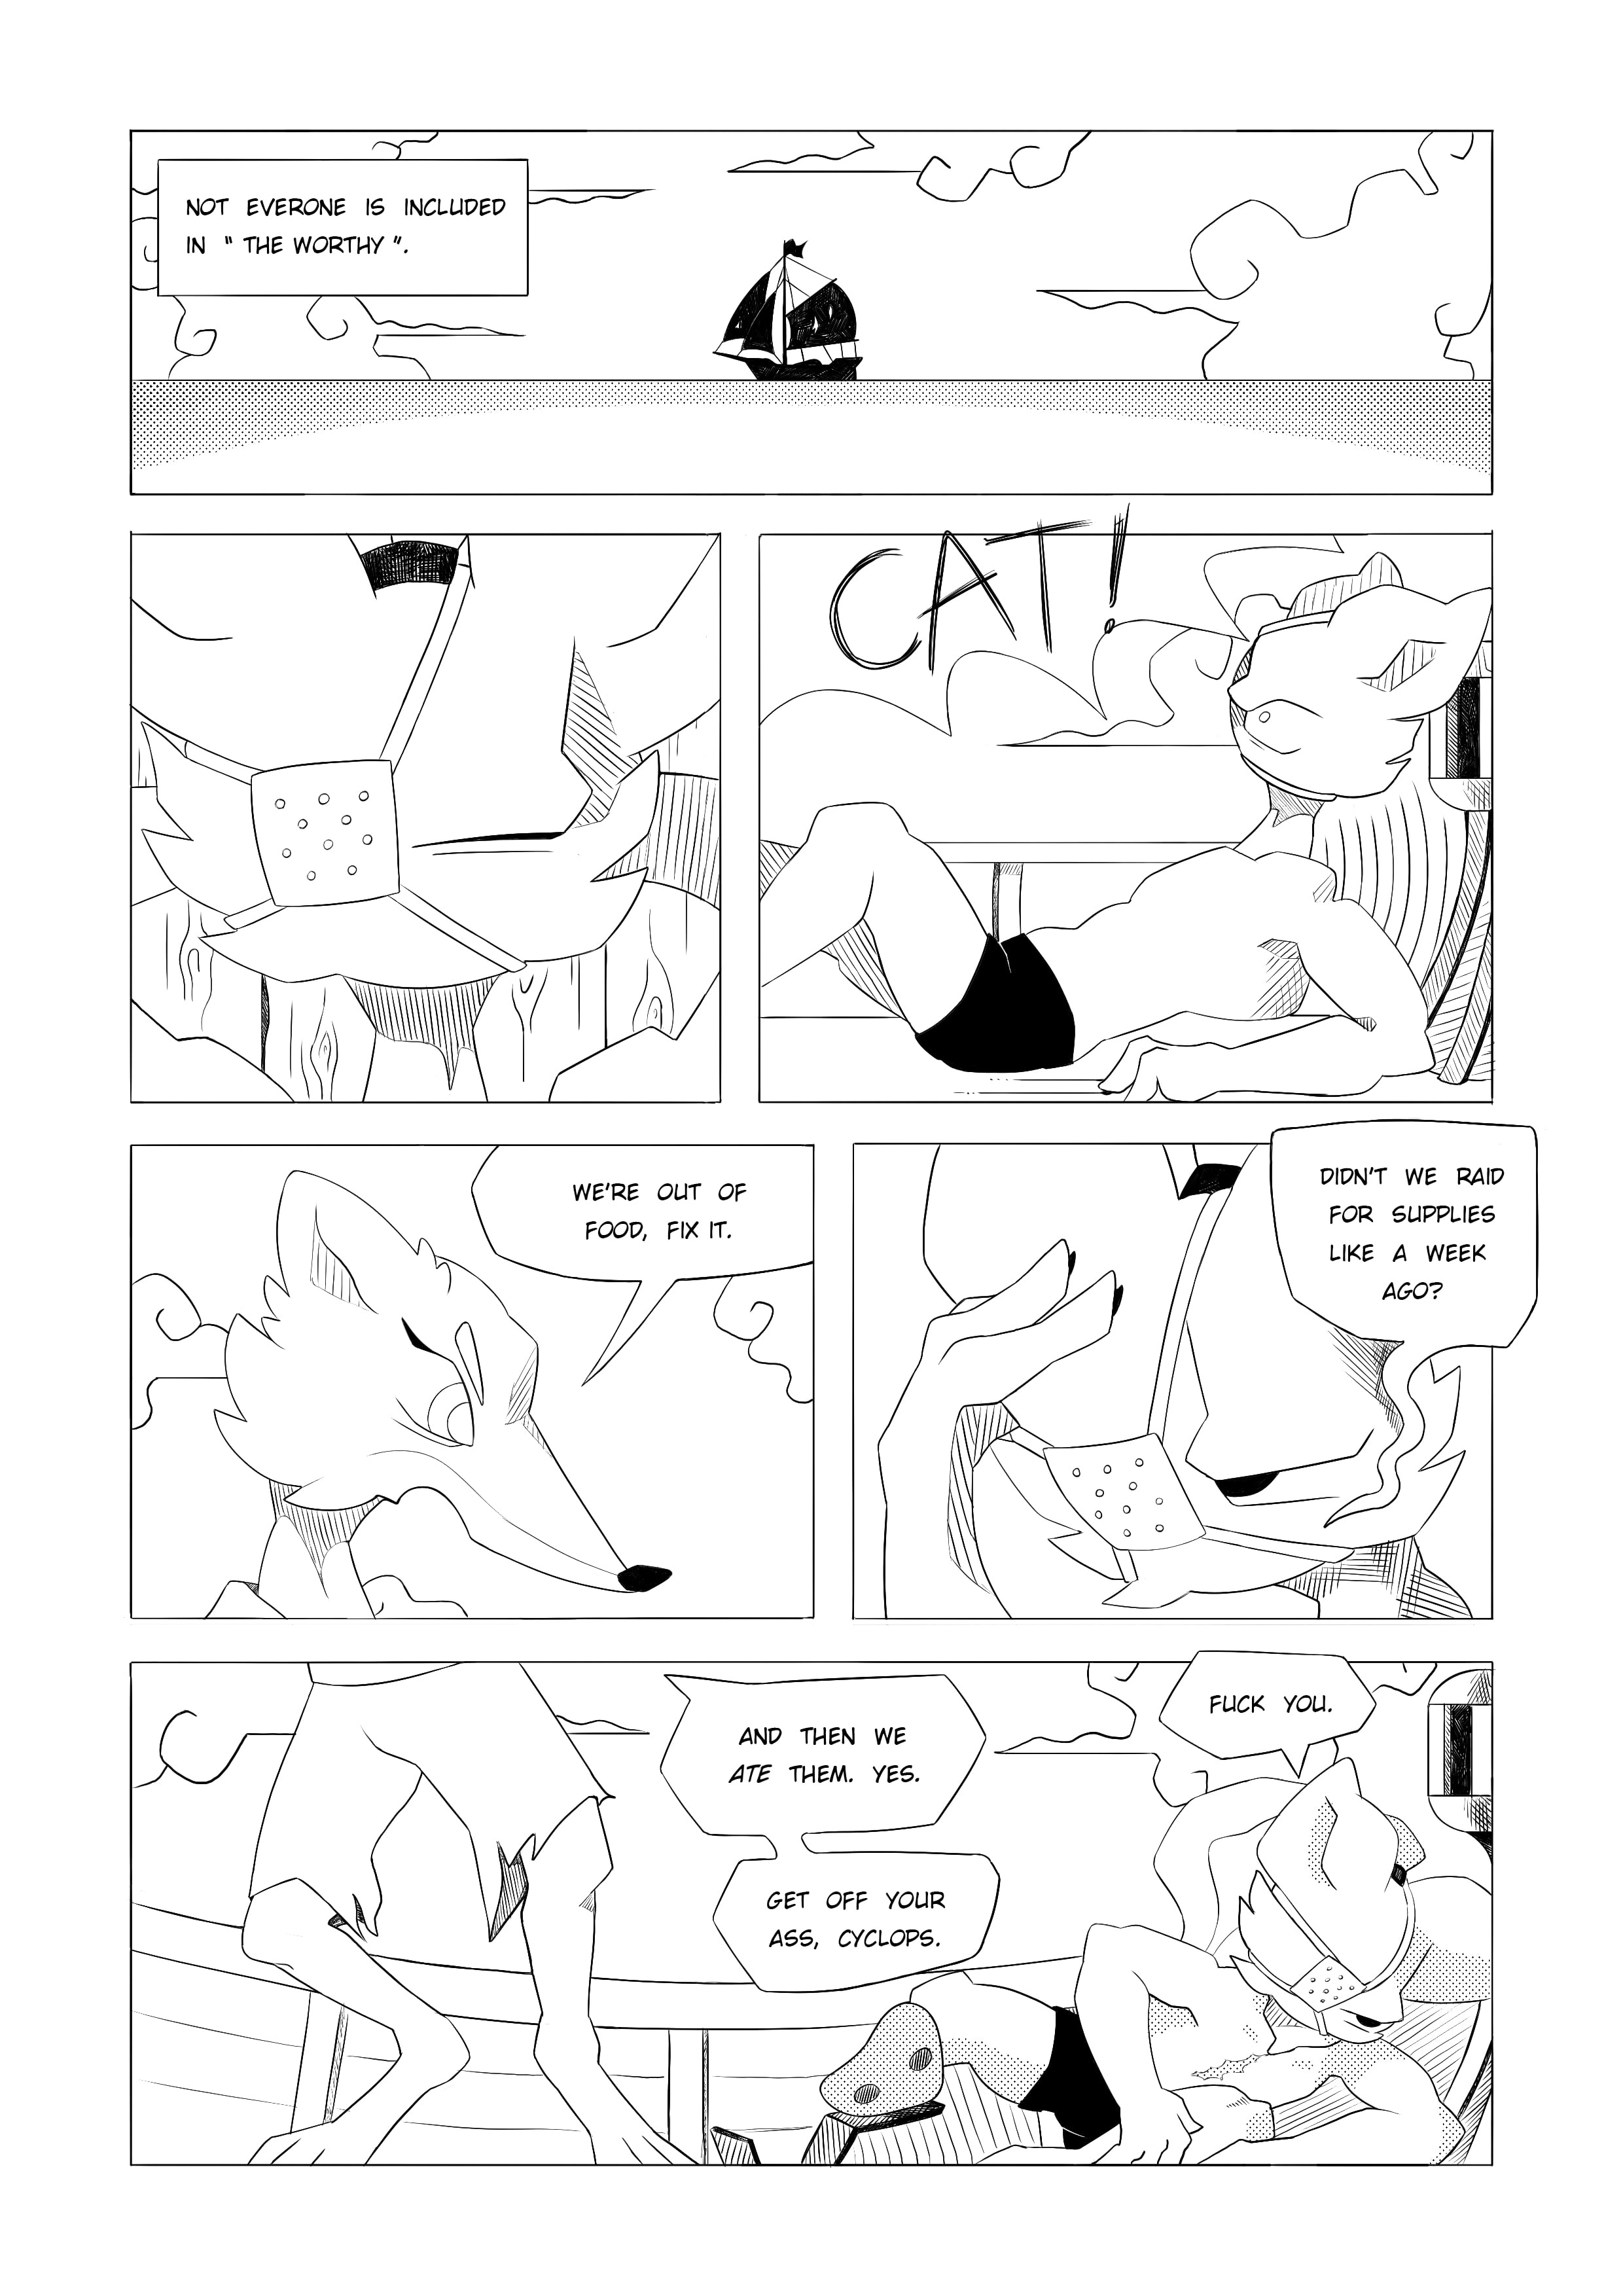 NOT EVERONE IS INCLUDED
IN " THE WORTHY ".
CAT!
WE'RE OUT OF
FOOD, FIX IT.
DIDN'T WE RAID
FOR SUPPLIES
LIKE A WEEK
AGO?
AND THEN WE
ATE THEM. YES.
GET OFF YOUR
ASS, CYCLOPS.
FUCK YOU.